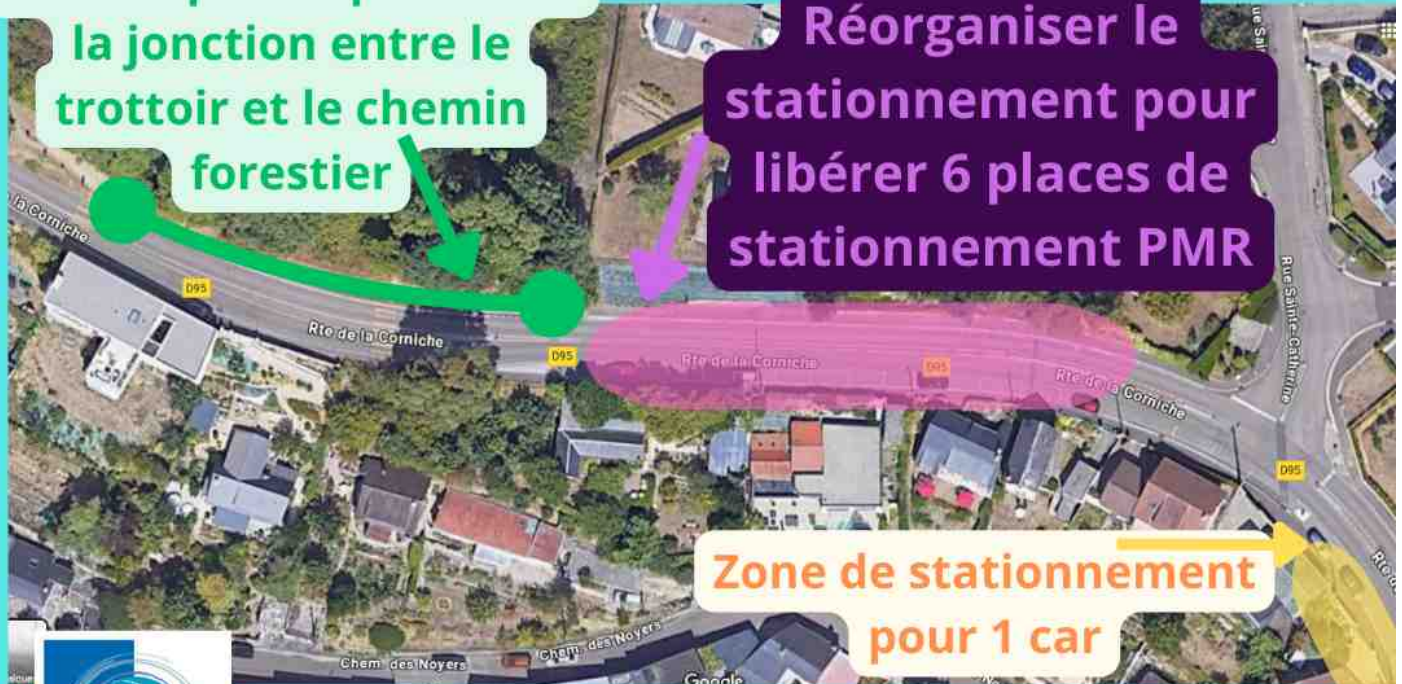 la jonction entre le
trottoir et le chemin
forestier
Réorganiser le
stationnement pour
libérer 6 places de
stationnement PMR
la Corniche
D95
Rte de la Corniche
D95
Rte de la Corniche
D95
Rte de la Corniche
Rue Sainte-Catherine
D95
Zone de stationnement
pour 1 car
Chem. des Noyers
Chem. des Noyers
Google